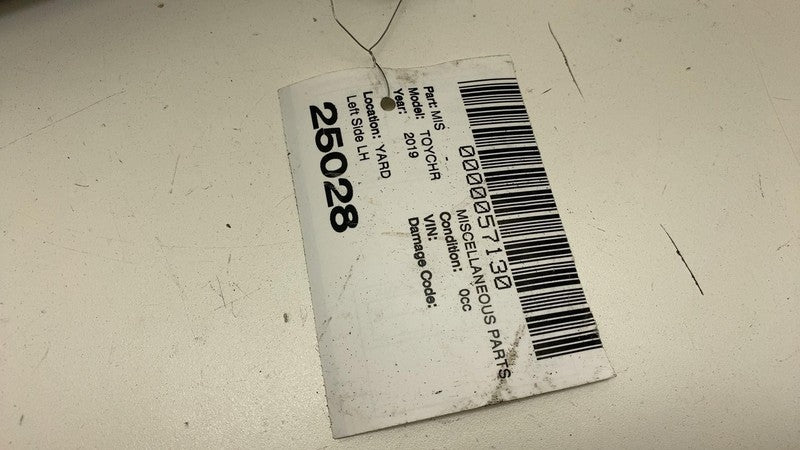 0000057130
Part: MIS - MISCELLANEOUS PARTS
Model: TOYCHR Condition: 0cc
Year: 2019 VIN:
Damage Code:
Location: YARD
Left Side LH
25028